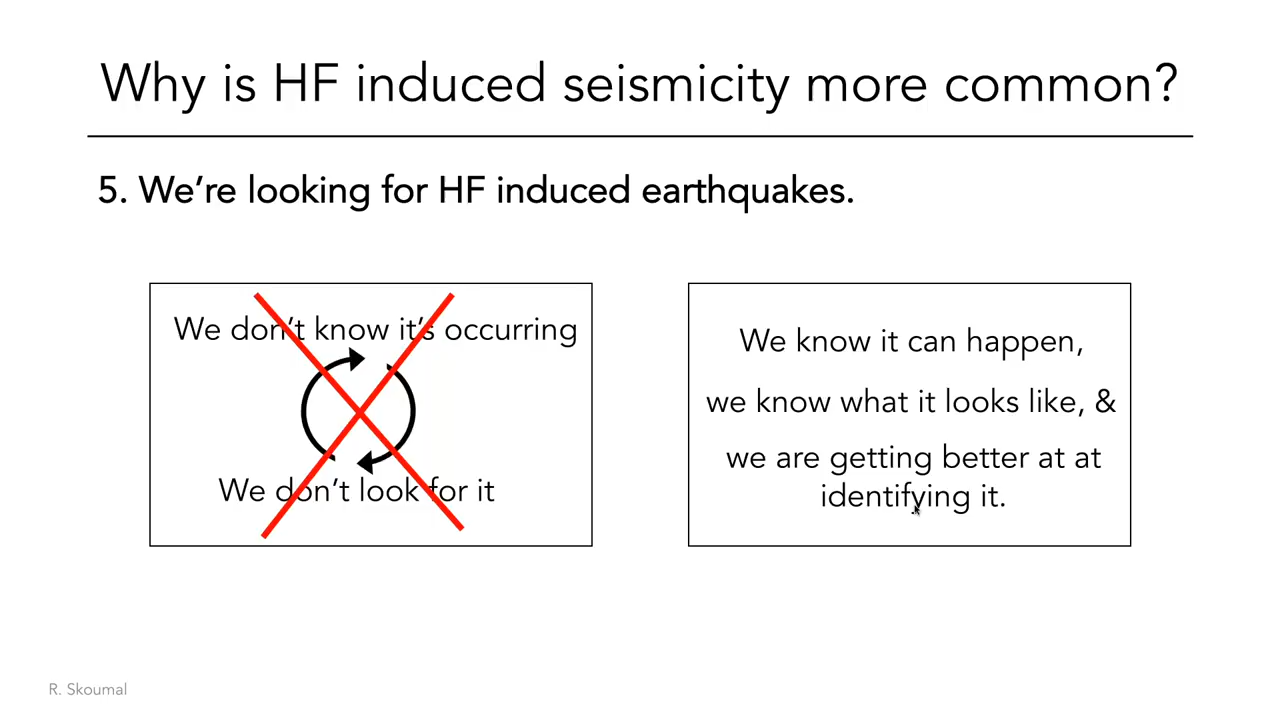 Why is HF induced seismicity more common?
5. We're looking for HF induced earthquakes.
We don't know it's occurring
We don't look for it
We know it can happen,
we know what it looks like, &
we are getting better at at
identifying it.
R. Skoumal